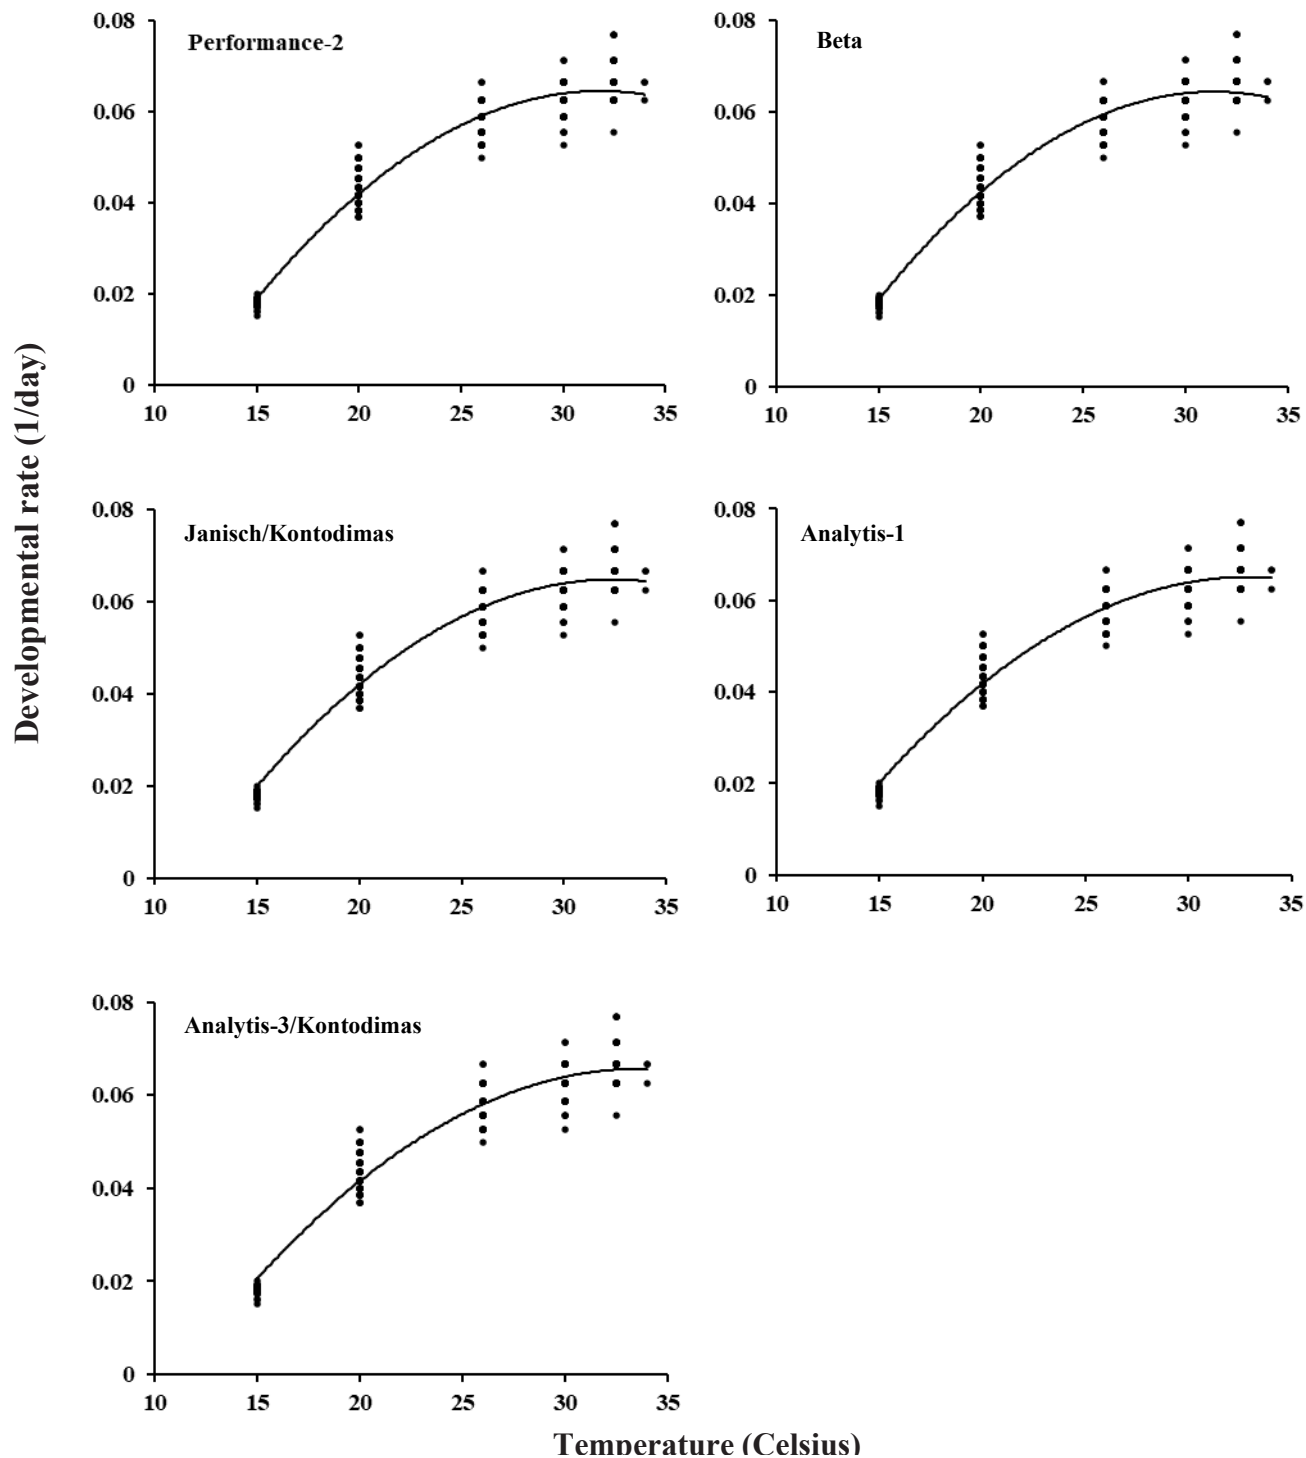 Developmental rate (1/day)
Performance-2
0.08
0.06
0.04
0.02
0
10 15 20 25 30 35
Beta
0.08
0.06
0.04
0.02
0
10 15 20 25 30 35
Janisch/Kontodimas
0.08
0.06
0.04
0.02
0
10 15 20 25 30 35
Analytis-1
0.08
0.06
0.04
0.02
0
10 15 20 25 30 35
Analytis-3/Kontodimas
0.08
0.06
0.04
0.02
0
10 15 20 25 30 35
Temperature (Celsius)